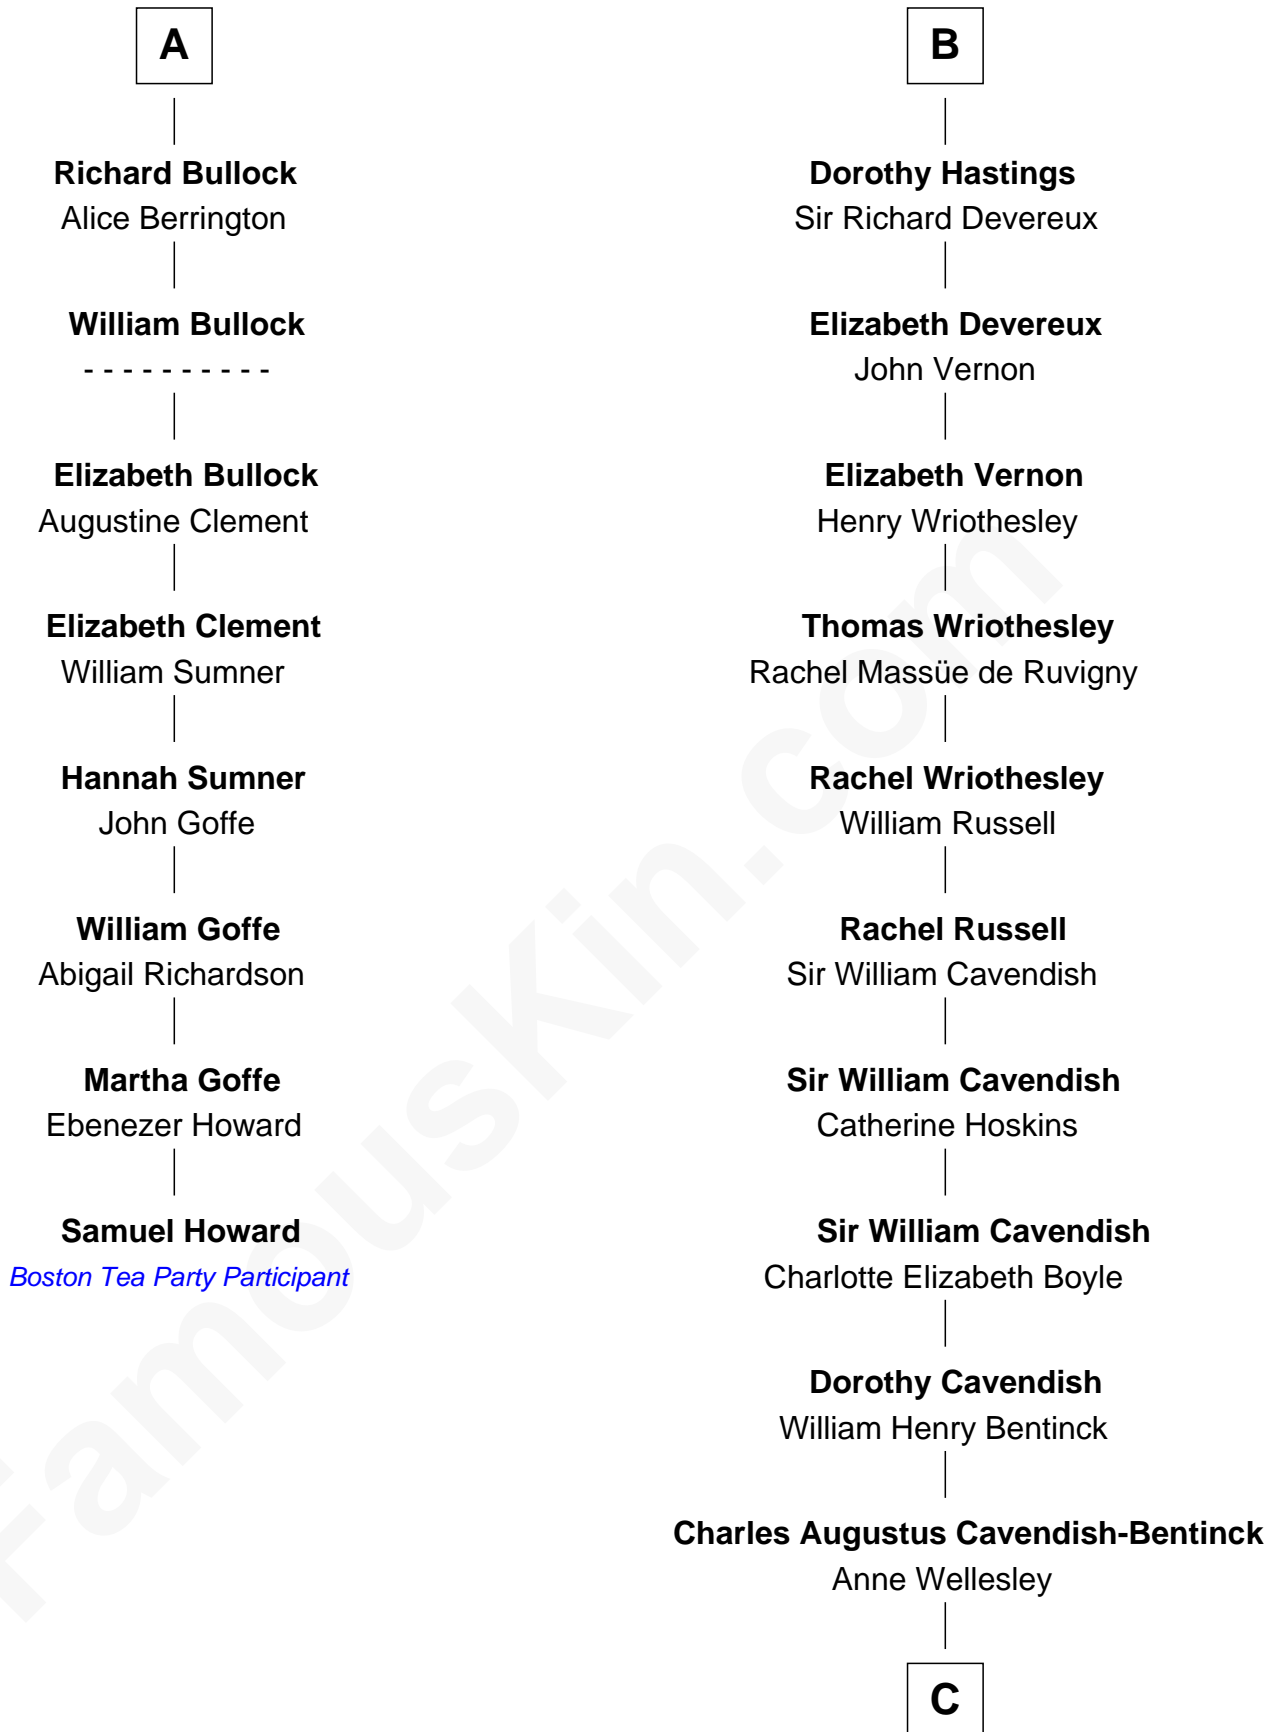 A
Richard Bullock
Alice Berrington
William Bullock
- - - - - - - - - -
Elizabeth Bullock
Augustine Clement
Elizabeth Clement
William Sumner
Hannah Sumner
John Goffe
William Goffe
Abigail Richardson
Martha Goffe
Ebenezer Howard
Samuel Howard
Boston Tea Party Participant
B
Dorothy Hastings
Sir Richard Devereux
Elizabeth Devereux
John Vernon
Elizabeth Vernon
Henry Wriothesley
Thomas Wriothesley
Rachel Massüe de Ruvigny
Rachel Wriothesley
William Russell
Rachel Russell
Sir William Cavendish
Sir William Cavendish
Catherine Hoskins
Sir William Cavendish
Charlotte Elizabeth Boyle
Dorothy Cavendish
William Henry Bentinck
Charles Augustus Cavendish-Bentinck
Anne Wellesley
C
FamousKin.com